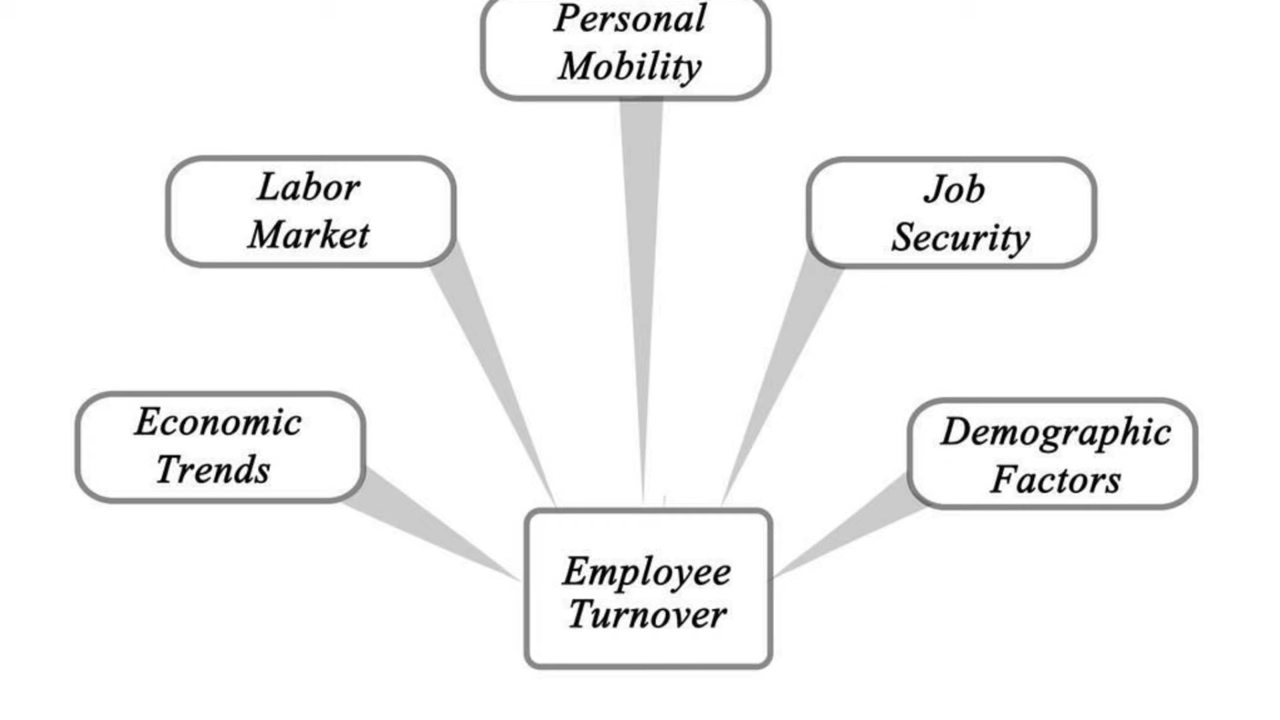 Personal
Mobility
Labor
Market
Job
Security
Economic
Trends
Demographic
Factors
Employee
Turnover